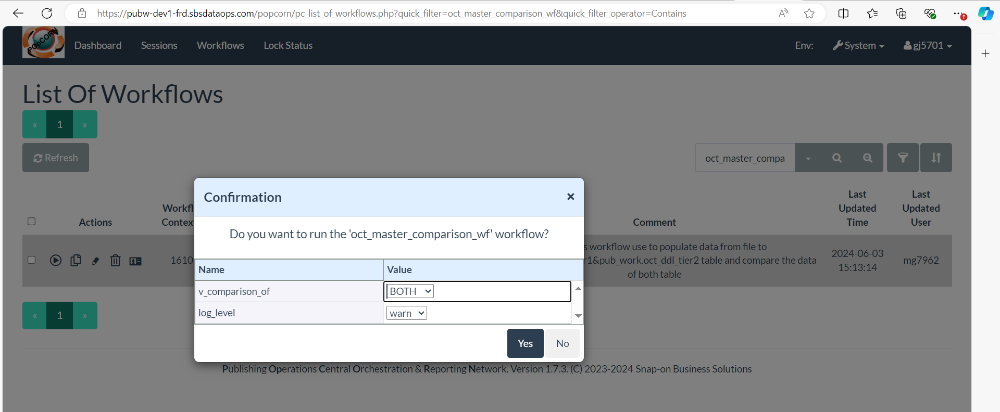 https://pubw-dev1-frd.sbsdataops.com/popcorn/pc_list_of_workflows.php?quick_filter=oct_master_comparison_wf&quick_filter_operator=Contains
POpCORN
Dashboard Sessions Workflows Lock Status Env: System gj5701
List Of Workflows
« 1 »
Refresh oct_master_compa
Confirmation
Do you want to run the 'oct_master_comparison_wf' workflow?
Name Value
v_comparison_of BOTH
log_level warn
Yes No
Actions Workfl
Contex
Comment
Last Updated Time
Last Updated User
1610
s workflow use to populate data from file to
r1&pub_work.oct_ddl_tier2 table and compare the data
of both table
2024-06-03
15:13:14
mg7962
« 1 »
Publishing Operations Central Orchestration & Reporting Network. Version 1.7.3. (C) 2023-2024 Snap-on Business Solutions